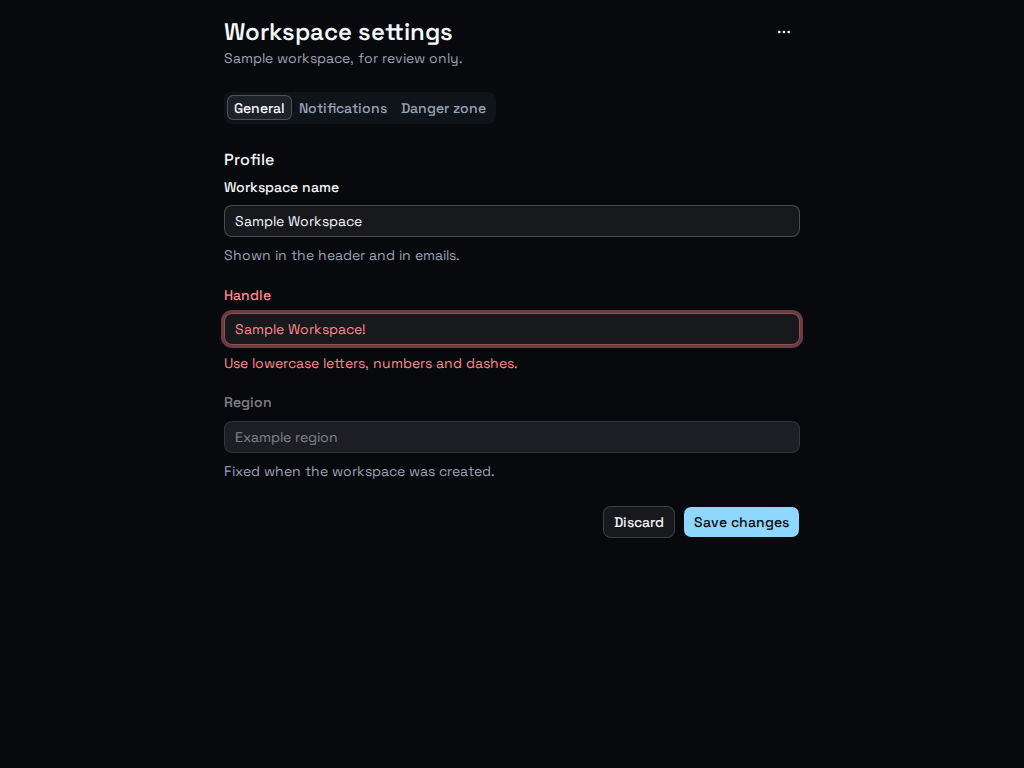 Workspace settings
Sample workspace, for review only.
General Notifications Danger zone
Profile
Workspace name
Sample Workspace
Shown in the header and in emails.
Handle
Sample Workspace!
Use lowercase letters, numbers and dashes.
Region
Example region
Fixed when the workspace was created.
Discard Save changes